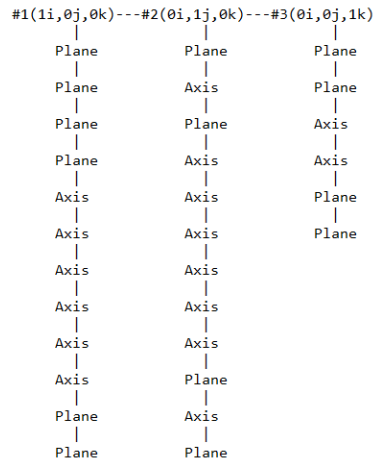 #1(1i,0j,0k)---#2(0i,1j,0k)---#3(0i,0j,1k)
| | |
Plane Plane Plane
| | |
Plane Axis Plane
| | |
Plane Plane Axis
| | |
Plane Axis Axis
| | |
Axis Axis Plane
| | |
Axis Axis Plane
| |
Axis Axis
| |
Axis Axis
| |
Axis Axis
| |
Axis Plane
| |
Plane Axis
| |
Plane Plane